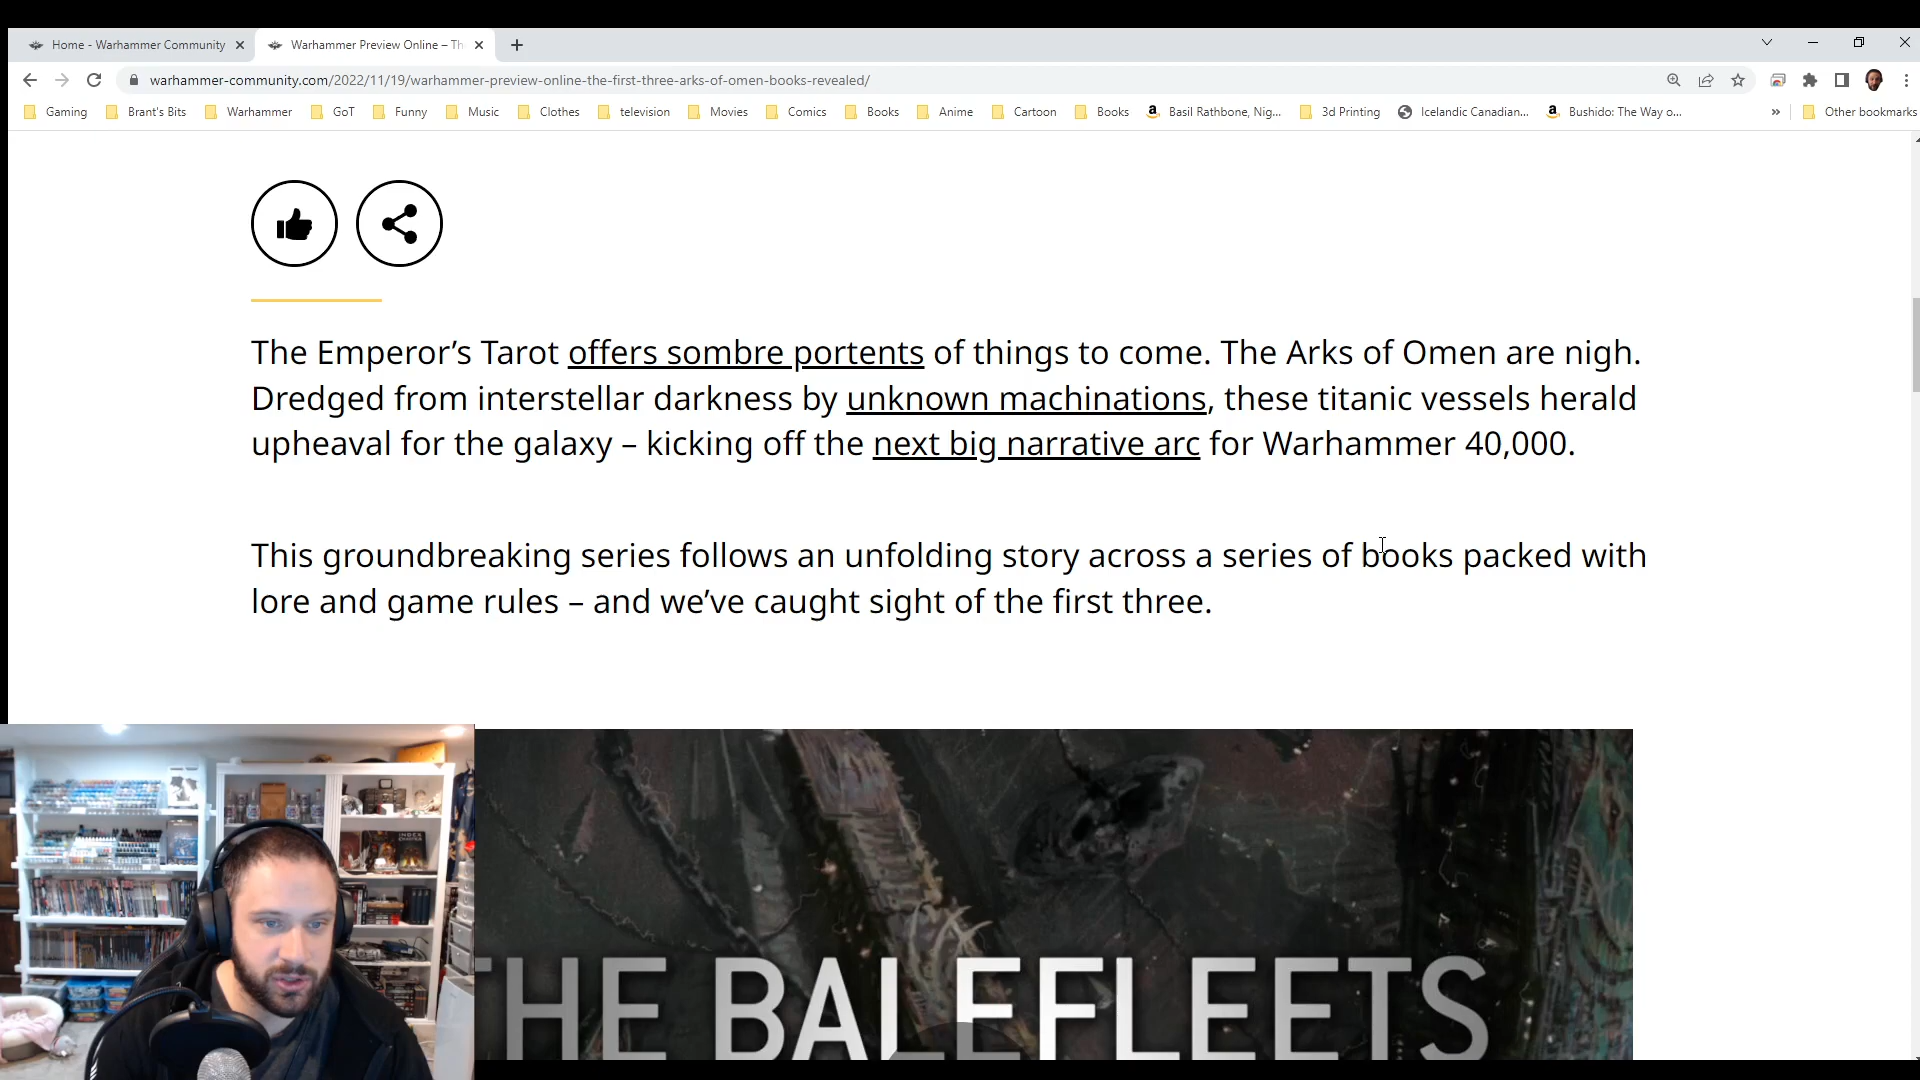 Home - Warhammer Community
Warhammer Preview Online – Th
warhammer-community.com/2022/11/19/warhammer-preview-online-the-first-three-arks-of-omen-books-revealed/
Gaming Brant's Bits Warhammer GoT Funny Music Clothes television Movies Comics Books Anime Cartoon Books Basil Rathbone, Nig... 3d Printing Icelandic Canadian... Bushido: The Way o... » Other bookmarks
The Emperor’s Tarot offers sombre portents of things to come. The Arks of Omen are nigh.
Dredged from interstellar darkness by unknown machinations, these titanic vessels herald
upheaval for the galaxy – kicking off the next big narrative arc for Warhammer 40,000.
This groundbreaking series follows an unfolding story across a series of books packed with
lore and game rules – and we’ve caught sight of the first three.
HE BALEFLEETS